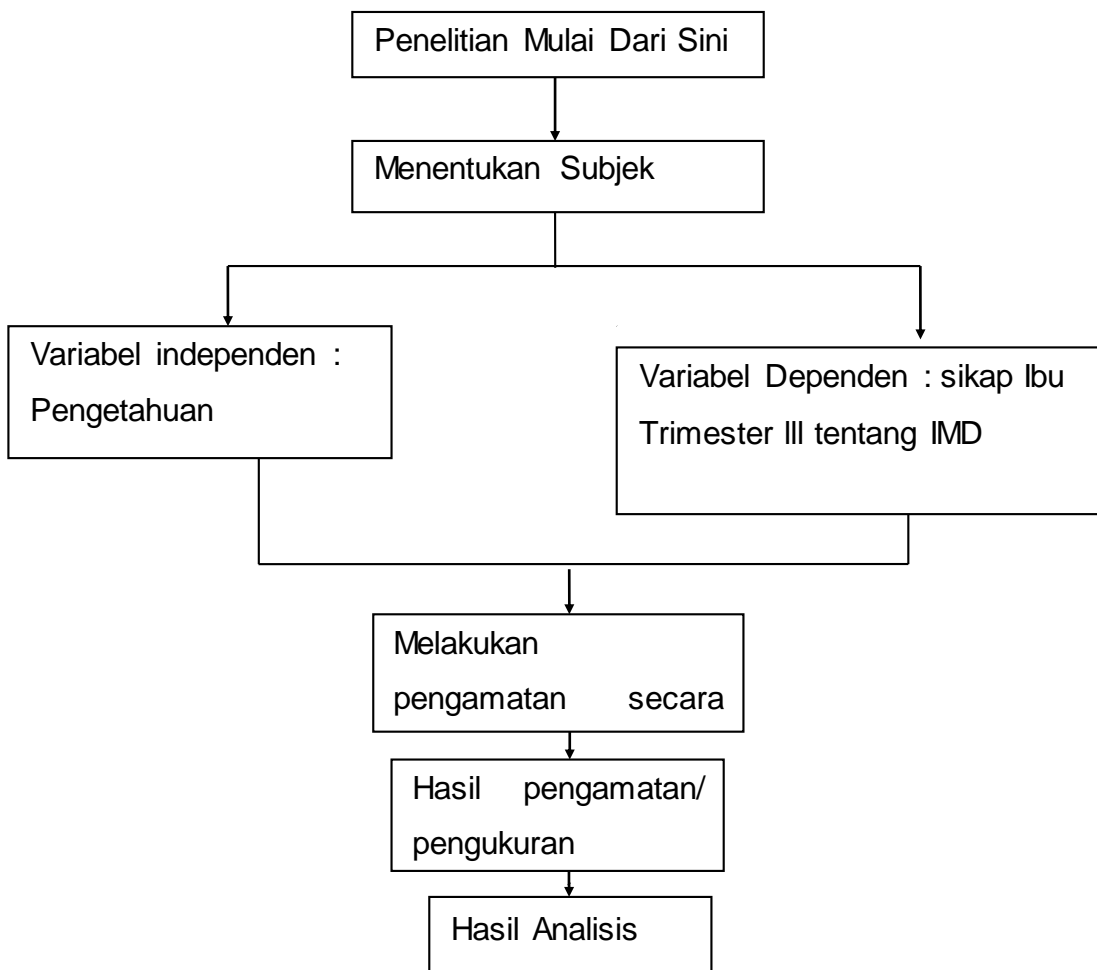 Penelitian Mulai Dari Sini
Menentukan Subjek
Variabel independen :
Pengetahuan
Variabel Dependen : sikap Ibu
Trimester III tentang IMD
Melakukan
pengamatan secara
Hasil pengamatan/
pengukuran
Hasil Analisis